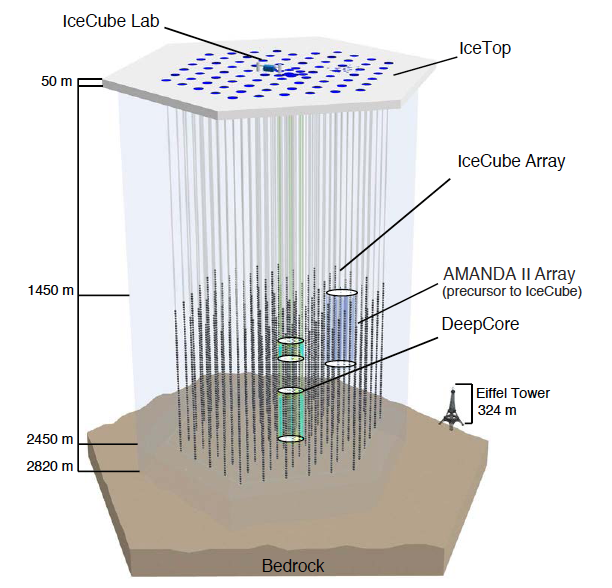 IceCube Lab
IceTop
50 m
IceCube Array
1450 m
AMANDA II Array
(precursor to IceCube)
DeepCore
Eiffel Tower
324 m
2450 m
2820 m
Bedrock